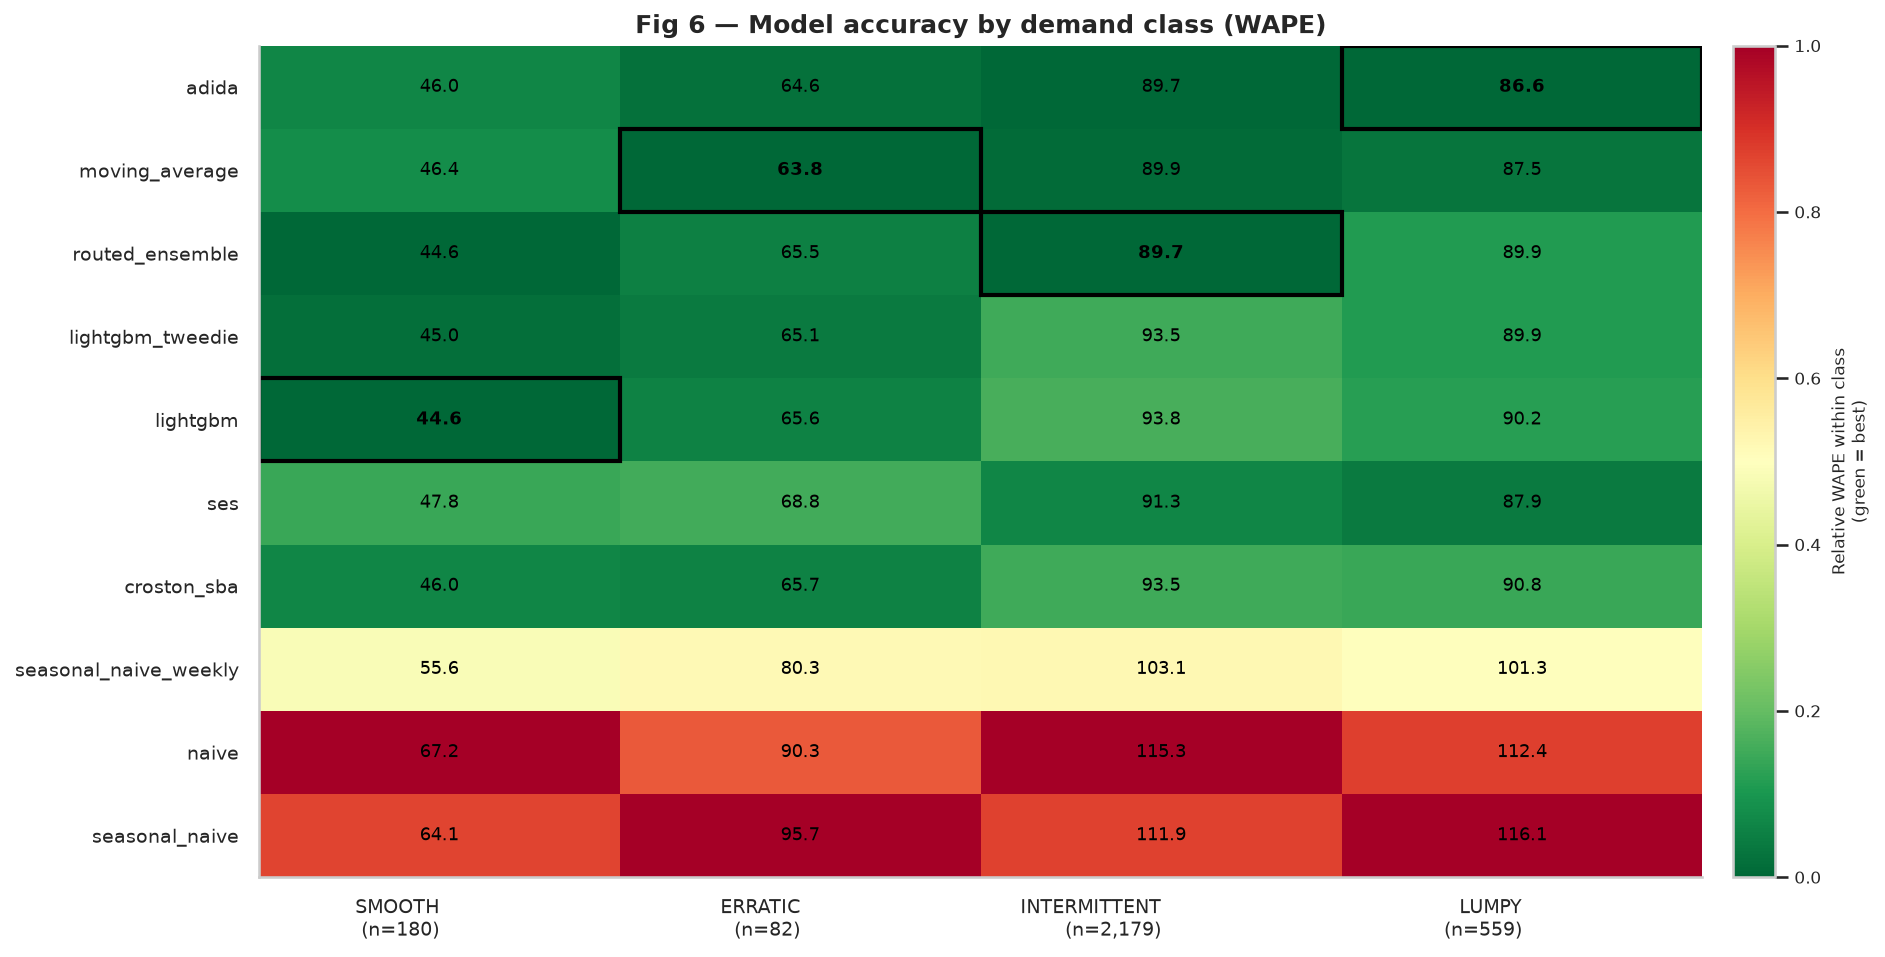 Fig 6 — Model accuracy by demand class (WAPE)
adida 46.0 64.6 89.7 86.6
moving_average 46.4 63.8 89.9 87.5
routed_ensemble 44.6 65.5 89.7 89.9
lightgbm_tweedie 45.0 65.1 93.5 89.9
lightgbm 44.6 65.6 93.8 90.2
ses 47.8 68.8 91.3 87.9
croston_sba 46.0 65.7 93.5 90.8
seasonal_naive_weekly 55.6 80.3 103.1 101.3
naive 67.2 90.3 115.3 112.4
seasonal_naive 64.1 95.7 111.9 116.1
SMOOTH ERRATIC INTERMITTENT LUMPY
(n=180) (n=82) (n=2,179) (n=559)
1.0
0.8
0.6
0.4
0.2
0.0
Relative WAPE within class
(green = best)